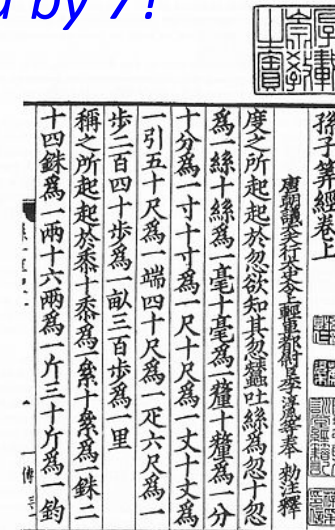 d by 7!
孫子筭經卷上
唐朝議大夫行太史令上輕車都尉臣李淳風等奉 勑注釋
度之所起起於忽欲知其忽蠶吐絲為忽十忽
為一絲十絲為一毫十毫為一釐十釐為一分
十分為一寸十寸為一尺十尺為一丈十丈為
一引五十尺為一端四十尺為一疋六尺為一
步二百四十步為一畝三百步為一里
稱之所起起於黍十黍為一絫十絫為一銖二
十四銖為一兩十六兩為一斤三十斤為一鈞